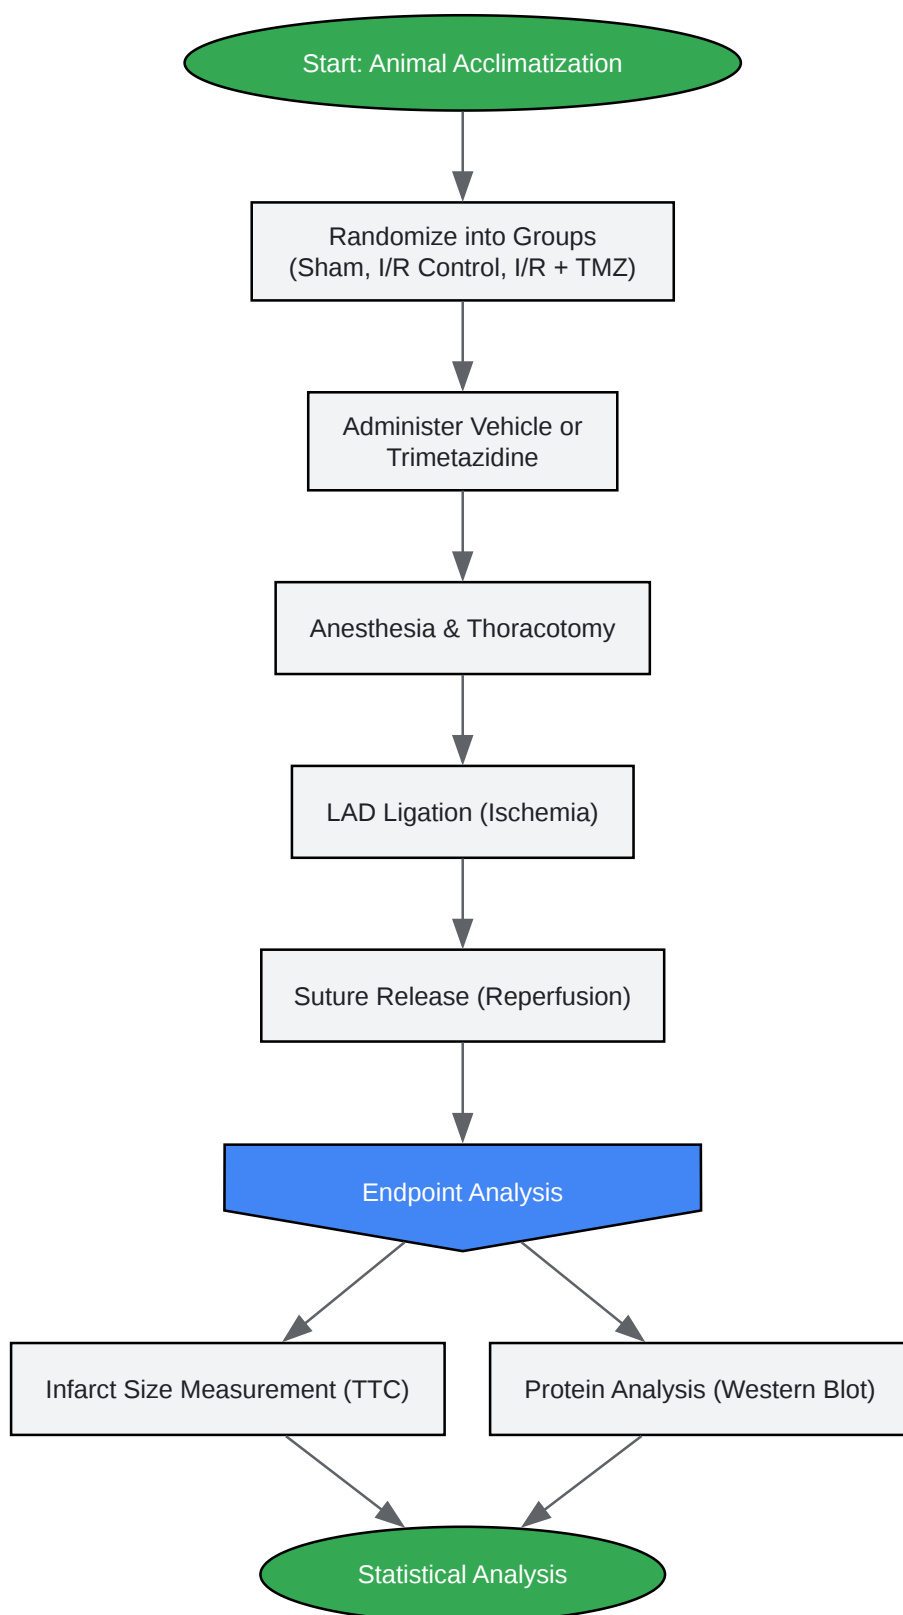 Start: Animal Acclimatization
Randomize into Groups
(Sham, I/R Control, I/R + TMZ)
Administer Vehicle or
Trimetazidine
Anesthesia & Thoracotomy
LAD Ligation (Ischemia)
Suture Release (Reperfusion)
Endpoint Analysis
Infarct Size Measurement (TTC)
Protein Analysis (Western Blot)
Statistical Analysis